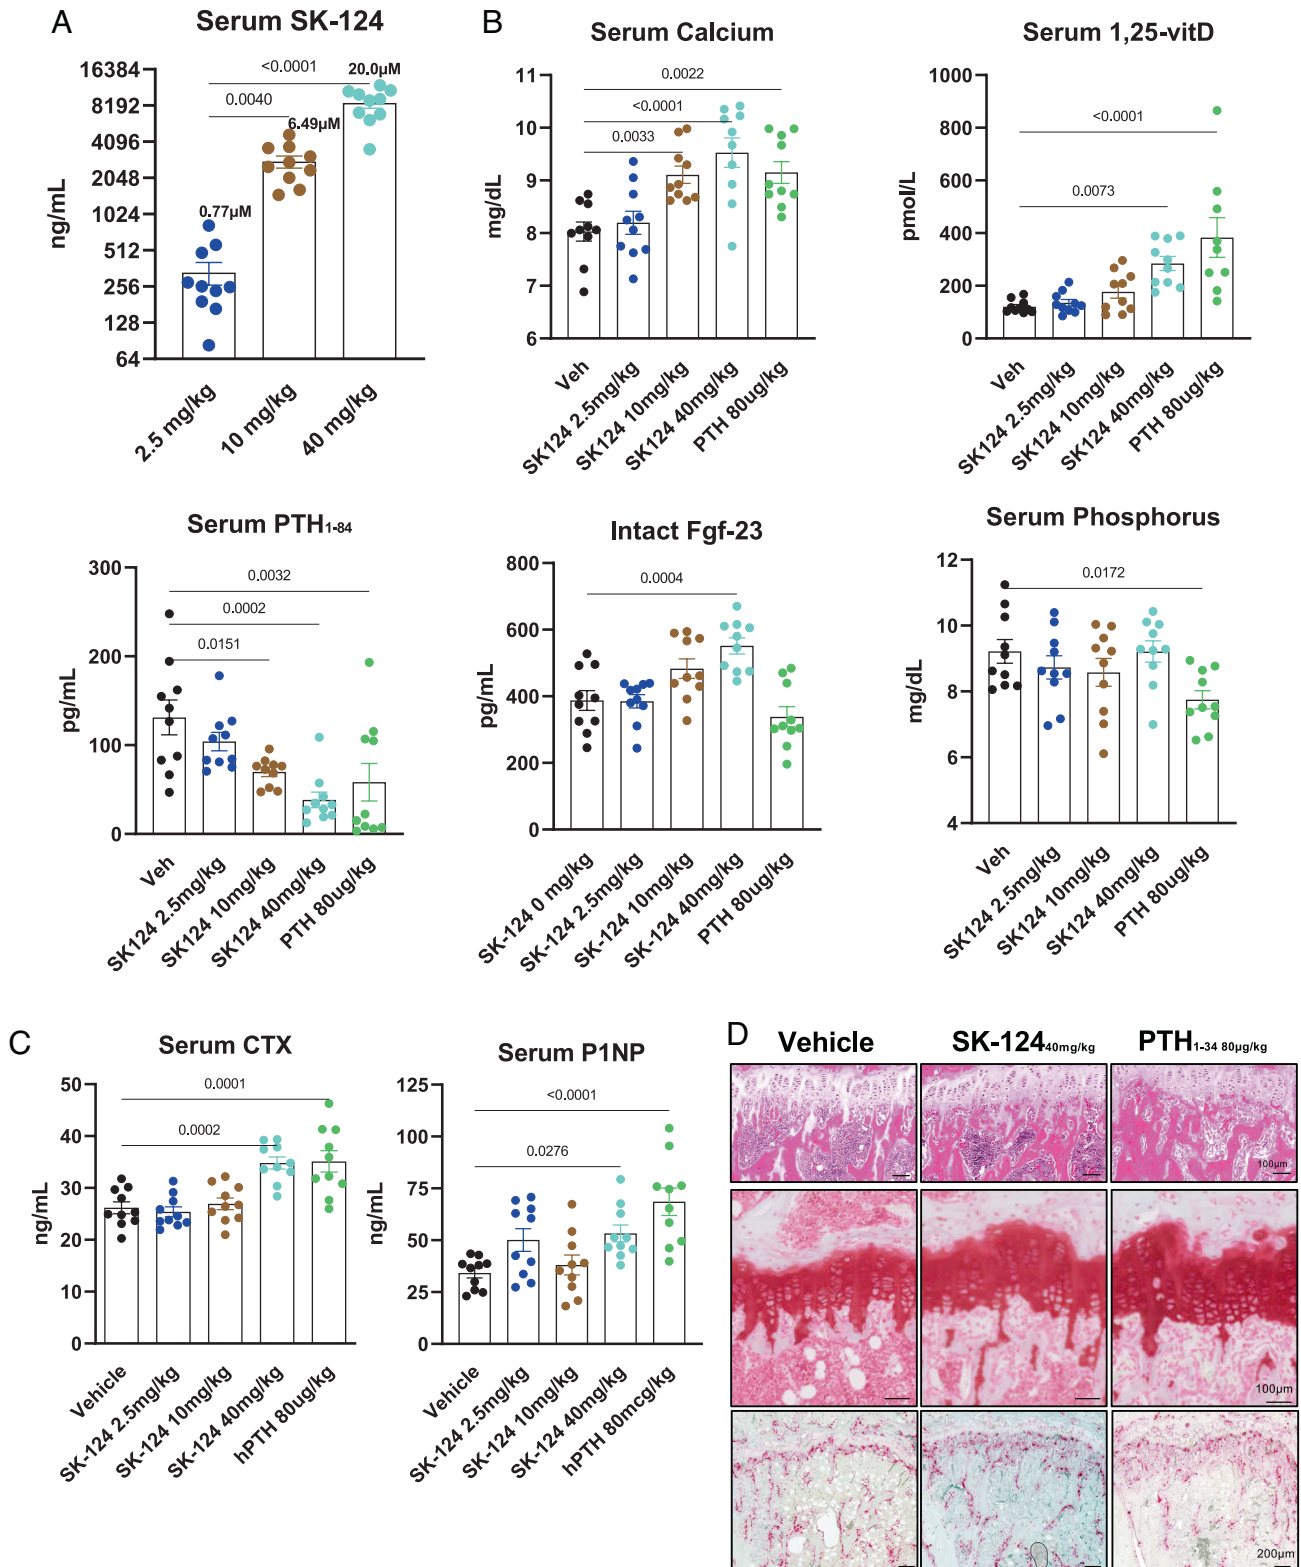 A
Serum SK-124
ng/mL
16384
8192
4096
2048
1024
512
256
128
64
<0.0001
20.0µM
0.0040
6.49µM
0.77µM
2.5 mg/kg
10 mg/kg
40 mg/kg
B
Serum Calcium
mg/dL
10
9
8
7
6
0.0022
<0.0001
0.0033
Veh
SK124 2.5mg/kg
SK124 10mg/kg
SK124 40mg/kg
PTH 80ug/kg
Serum 1,25-vitD
pmol/L
1000
800
600
400
200
0
<0.0001
0.0073
Veh
SK124 2.5mg/kg
SK124 10mg/kg
SK124 40mg/kg
PTH 80ug/kg
Serum PTH1-84
pg/mL
300
200
100
0
0.0032
0.0002
0.0151
Veh
SK124 2.5mg/kg
SK124 10mg/kg
SK124 40mg/kg
PTH 80ug/kg
Intact Fgf-23
pg/mL
800
600
400
200
0
0.0004
SK-124 0 mg/kg
SK-124 2.5mg/kg
SK-124 10mg/kg
SK-124 40mg/kg
PTH 80ug/kg
Serum Phosphorus
mg/dL
12
10
8
6
4
0.0172
Veh
SK124 2.5mg/kg
SK124 10mg/kg
SK124 40mg/kg
PTH 80ug/kg
C
Serum CTX
ng/mL
50
40
30
20
10
0
0.0001
0.0002
Vehicle
SK-124 2.5mg/kg
SK-124 10mg/kg
SK-124 40mg/kg
hPTH 80ug/kg
Serum P1NP
ng/mL
125
100
75
50
25
0
<0.0001
0.0276
Vehicle
SK-124 2.5mg/kg
SK-124 10mg/kg
SK-124 40mg/kg
hPTH 80mcg/kg
D
Vehicle
SK-124 40mg/kg
PTH1-34 80µg/kg
100µm
100µm
200µm